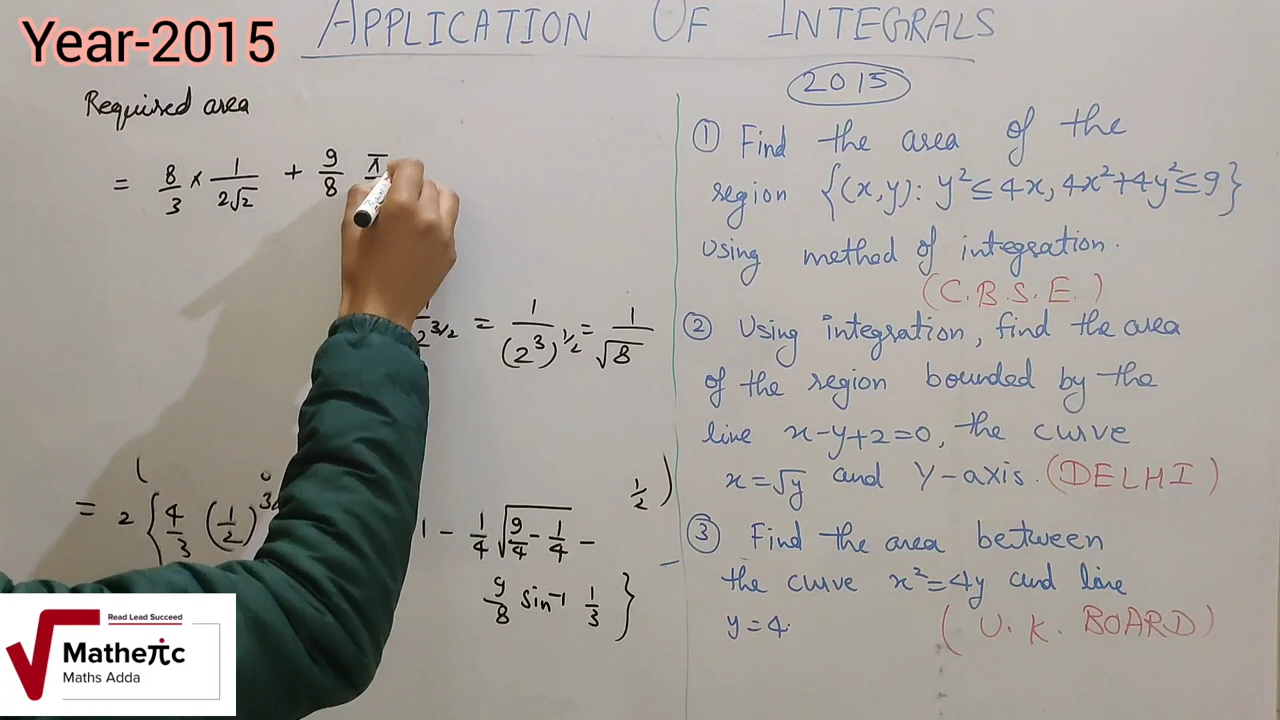 Year-2015
APPLICATION OF INTEGRALS
2015
Required area
= 8/3 × 1/2√2 + 9/8 π
2^3/2 = 1/(2^3)^1/2 = 1/√8
= 2 { 4/3 (1/2)^3/2
1 - 1/4 √(9/4 - 1/4) -
9/8 sin^-1 1/3 }
1/2 )
① Find the area of the
region {(x,y): y² ≤ 4x, 4x²+4y² ≤ 9}
using method of integration.
(C.B.S.E.)
② Using integration, find the area
of the region bounded by the
line x-y+2=0, the curve
x=√y and Y-axis. (DELHI)
③ Find the area between
the curve x²=4y and line
y=4.
(U.K. BOARD)
Read Lead Succeed
Matheπc
Maths Adda